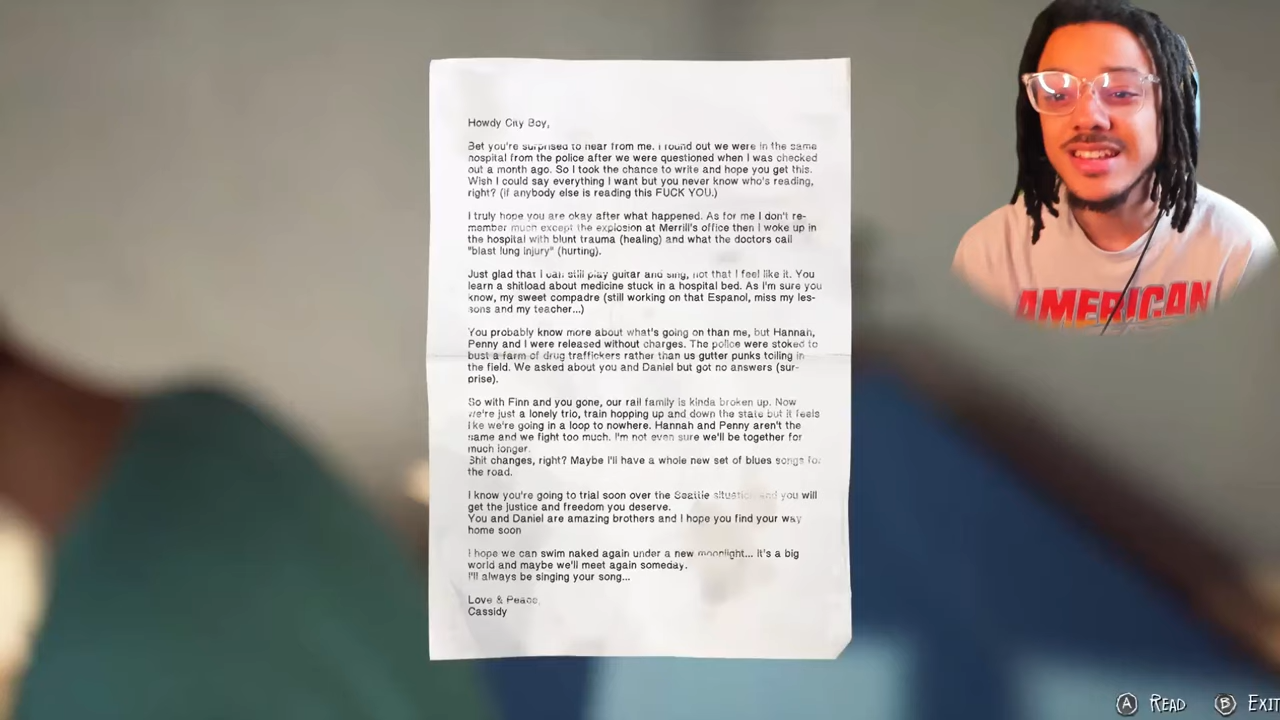 Howdy City Boy,
Bet you're surprised to hear from me. I found out we were in the same
hospital from the police after we were questioned when I was checked
out a month ago. So I took the chance to write and hope you get this.
Wish I could say everything I want but you never know who's reading,
right? (if anybody else is reading this FUCK YOU.)
I truly hope you are okay after what happened. As for me I don't re-
member much except the explosion at Merrill's office then I woke up in
the hospital with blunt trauma (healing) and what the doctors call
"blast lung injury" (hurting).
Just glad that I can still play guitar and sing, not that I feel like it. You
learn a shitload about medicine stuck in a hospital bed. As I'm sure you
know, my sweet compadre (still working on that Espanol, miss my les-
sons and my teacher...)
You probably know more about what's going on than me, but Hannah,
Penny and I were released without charges. The police were stoked to
bust a farm of drug traffickers rather than us gutter punks toiling in
the field. We asked about you and Daniel but got no answers (sur-
prise).
So with Finn and you gone, our rail family is kinda broken up. Now
we're just a lonely trio, train hopping up and down the state but it feels
like we're going in a loop to nowhere. Hannah and Penny aren't the
same and we fight too much. I'm not even sure we'll be together for
much longer.
Shit changes, right? Maybe I'll have a whole new set of blues songs for
the road.
I know you're going to trial soon over the Seattle situation and you will
get the justice and freedom you deserve.
You and Daniel are amazing brothers and I hope you find your way
home soon
I hope we can swim naked again under a new moonlight... it's a big
world and maybe we'll meet again someday.
I'll always be singing your song...
Love & Peace,
Cassidy
AMERICAN
A READ B EXIT